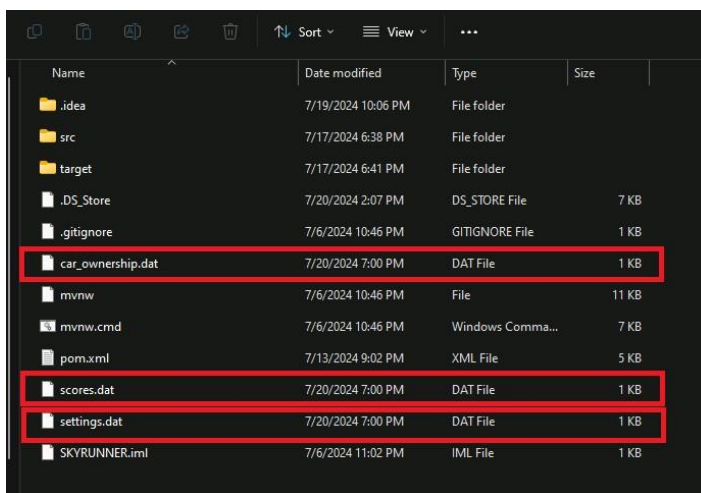 Sort View ...
Name Date modified Type Size
.idea 7/19/2024 10:06 PM File folder
src 7/17/2024 6:38 PM File folder
target 7/17/2024 6:41 PM File folder
.DS_Store 7/20/2024 2:07 PM DS_STORE File 7 KB
.gitignore 7/6/2024 10:46 PM GITIGNORE File 1 KB
car_ownership.dat 7/20/2024 7:00 PM DAT File 1 KB
mvnw 7/6/2024 10:46 PM File 11 KB
mvnw.cmd 7/6/2024 10:46 PM Windows Comma... 7 KB
pom.xml 7/13/2024 9:02 PM XML File 5 KB
scores.dat 7/20/2024 7:00 PM DAT File 1 KB
settings.dat 7/20/2024 7:00 PM DAT File 1 KB
SKYRUNNER.iml 7/6/2024 11:02 PM IML File 1 KB